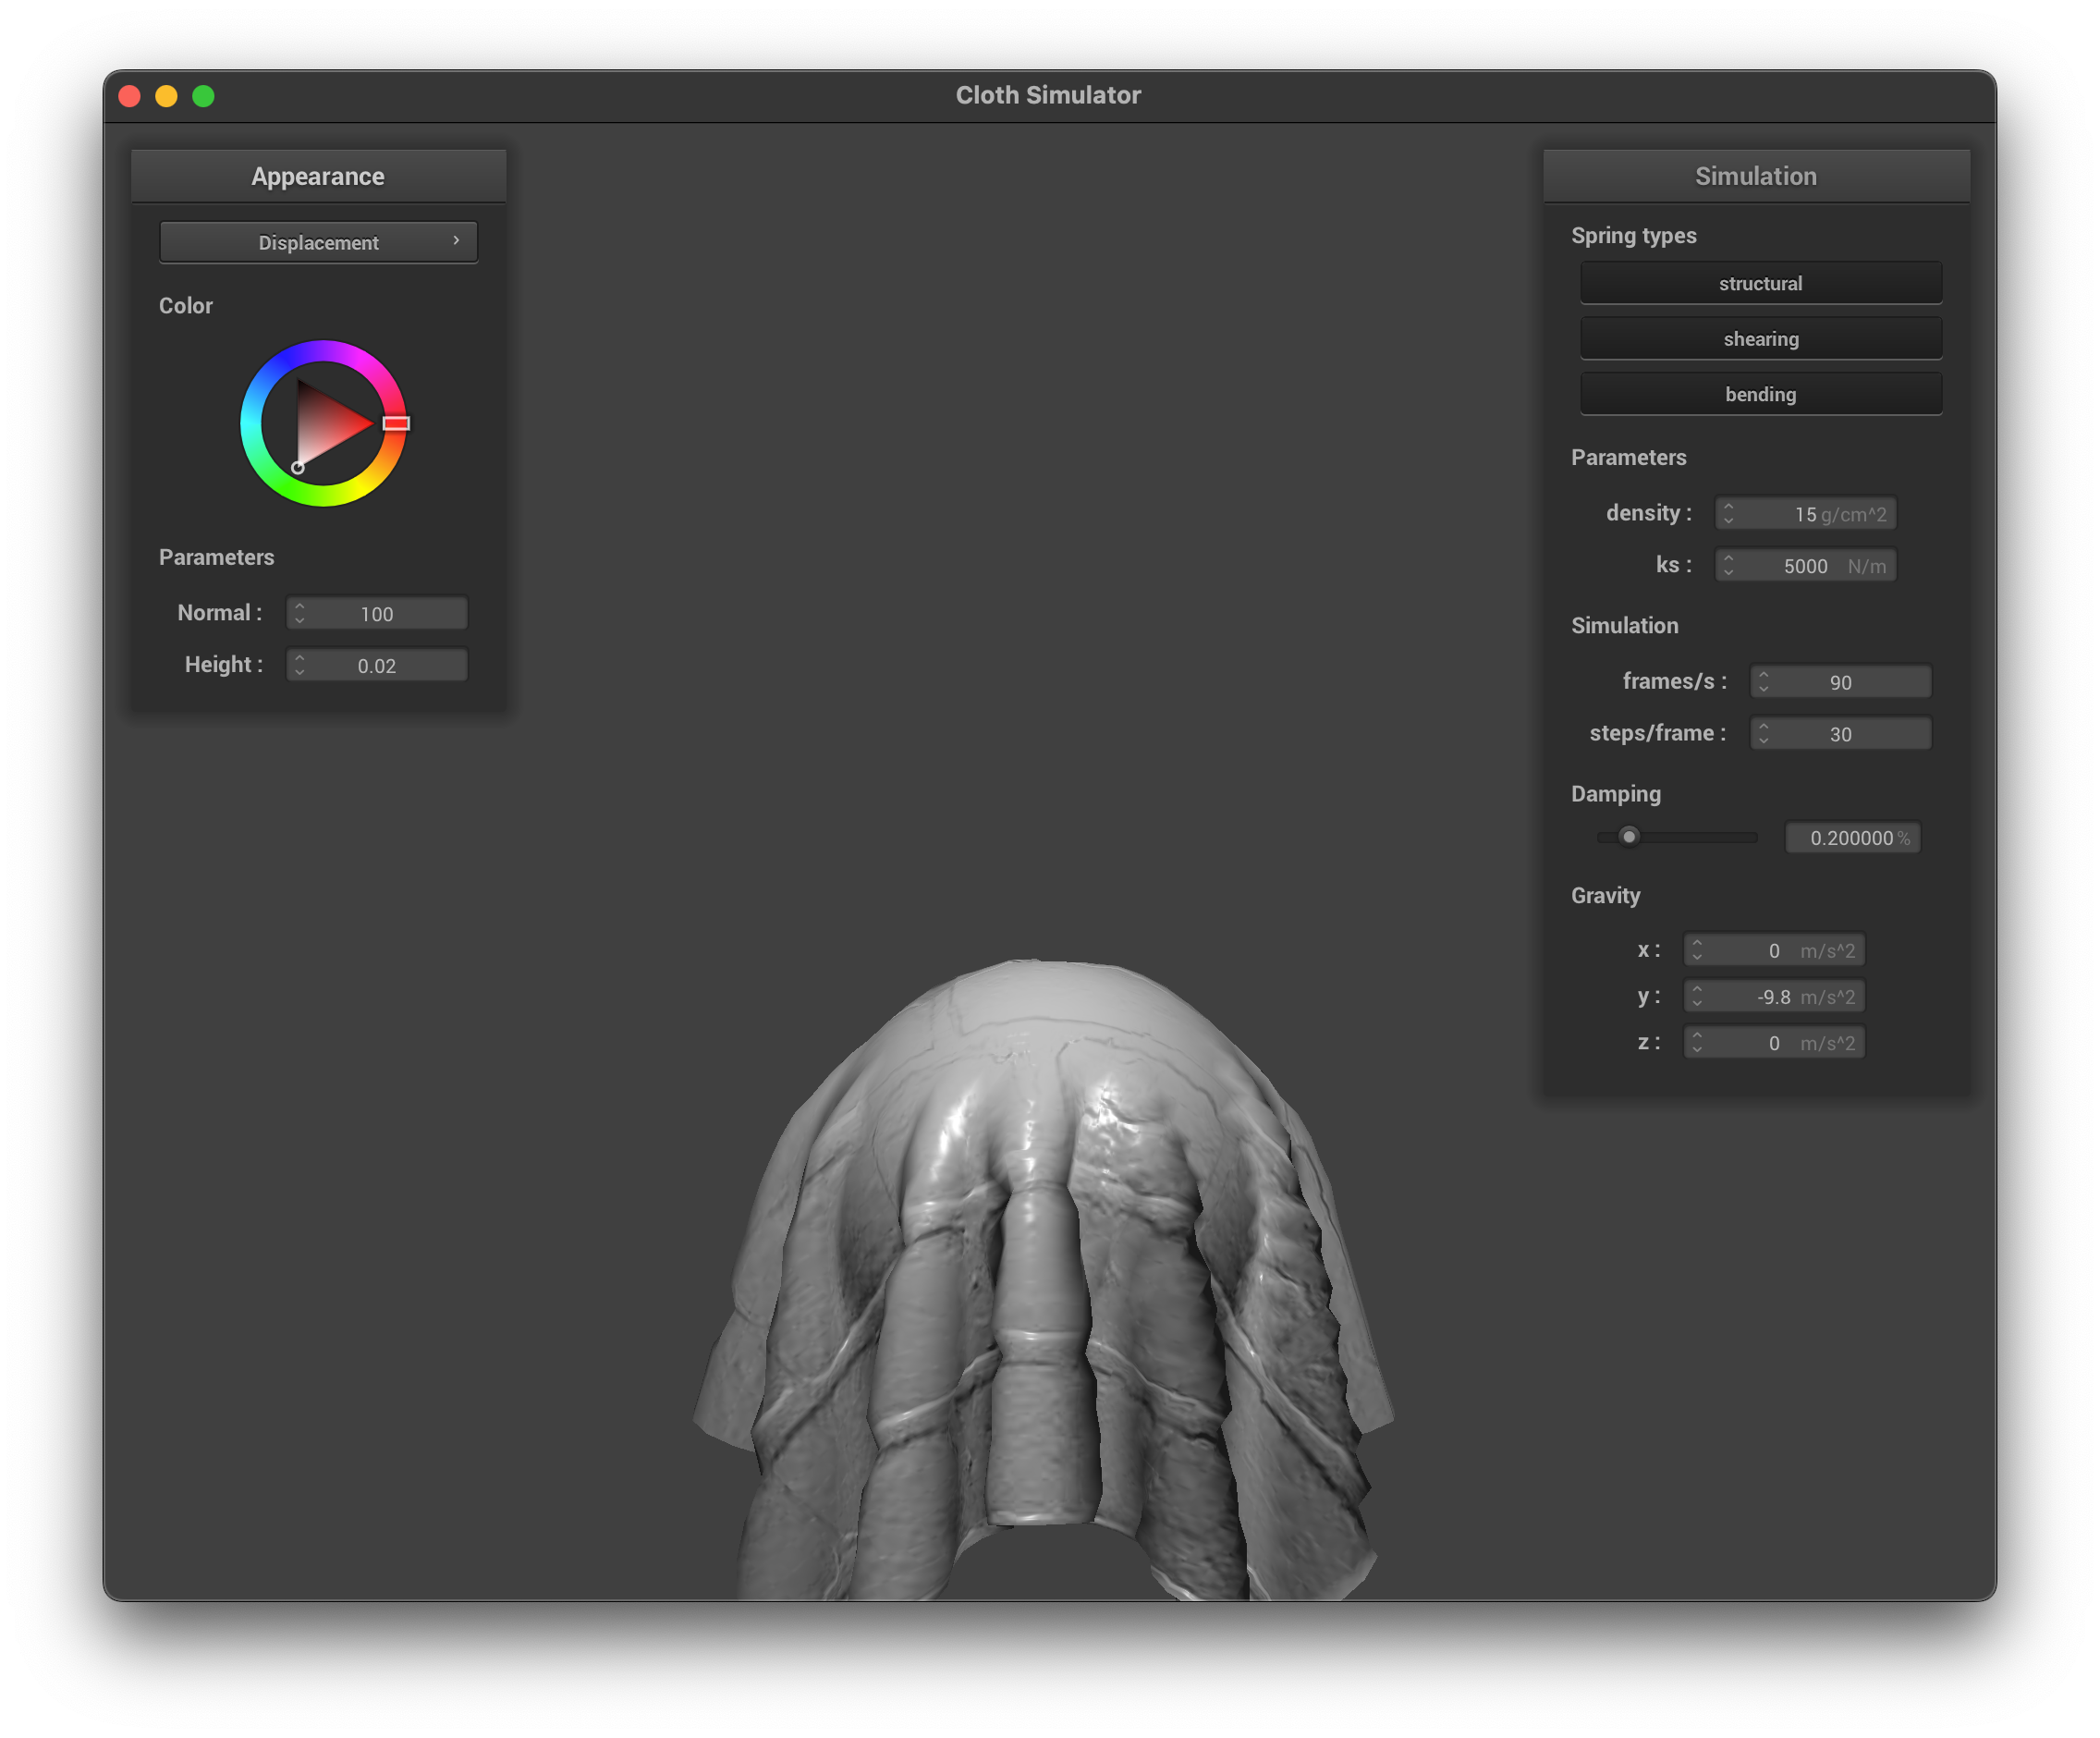 Cloth Simulator
Appearance
Displacement
Color
Parameters
Normal : 100
Height : 0.02
Simulation
Spring types
structural
shearing
bending
Parameters
density : 15 g/cm^2
ks : 5000 N/m
Simulation
frames/s : 90
steps/frame : 30
Damping
0.200000 %
Gravity
x : 0 m/s^2
y : -9.8 m/s^2
z : 0 m/s^2